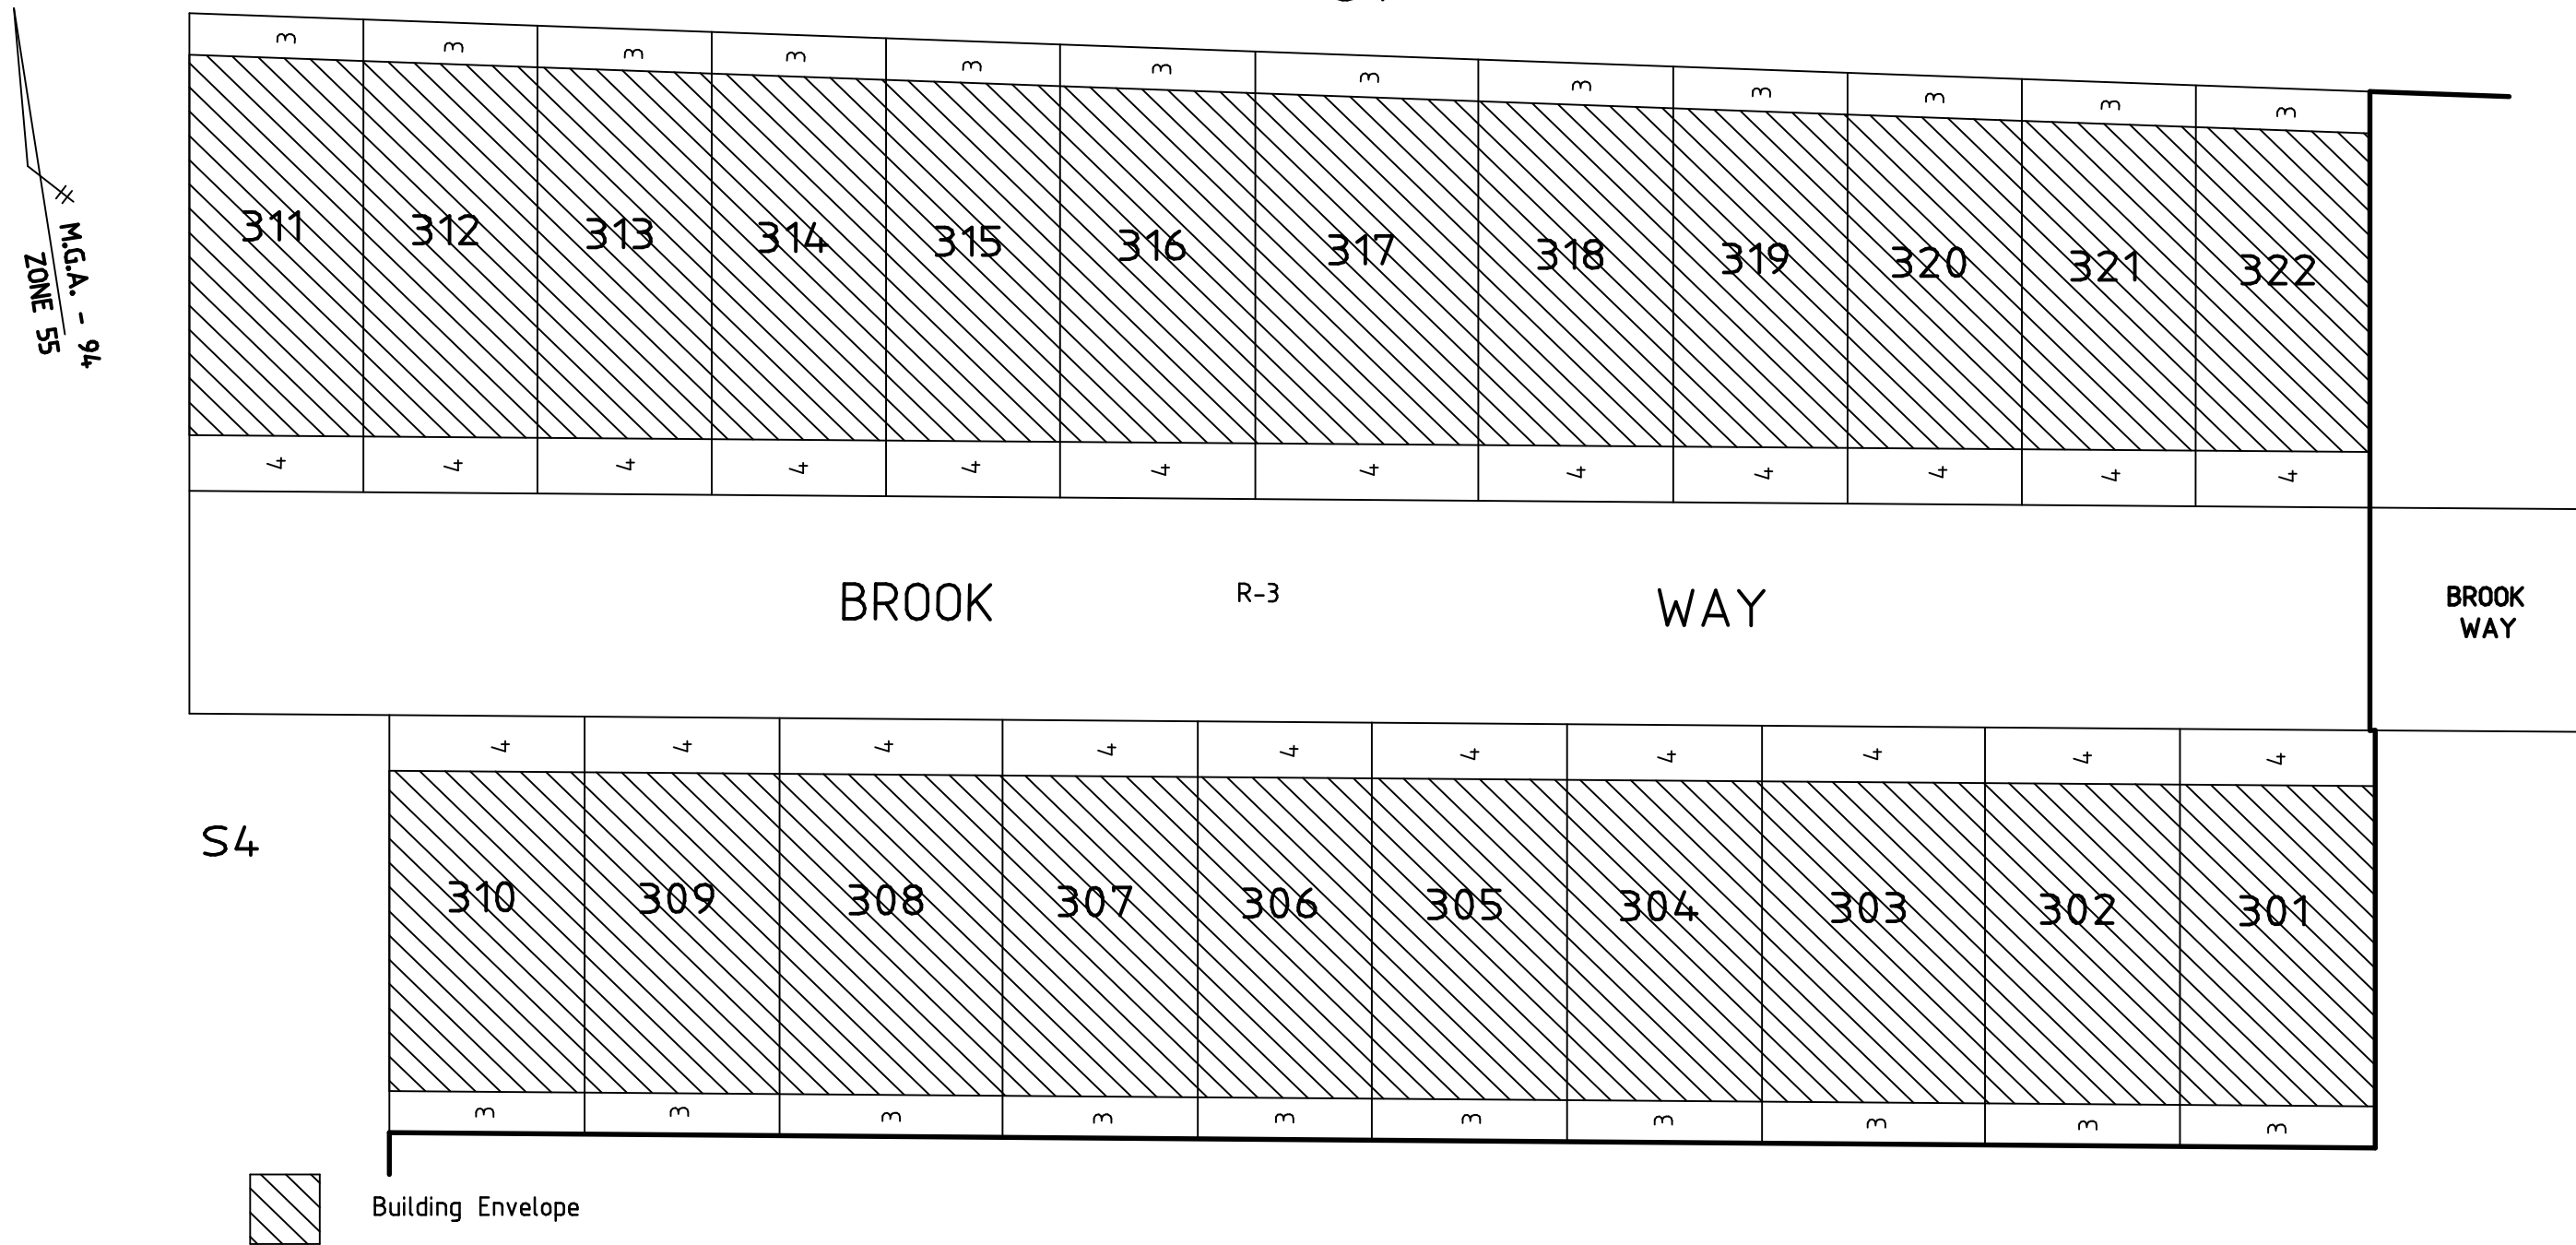 3 3 3 3 3 3 3 3 3 3 3 3
M.G.A. - 94
ZONE 55
311 312 313 314 315 316 317 318 319 320 321 322
4 4 4 4 4 4 4 4 4 4 4 4
BROOK R-3 WAY
BROOK
WAY
4 4 4 4 4 4 4 4 4 4
S4
310 309 308 307 306 305 304 303 302 301
3 3 3 3 3 3 3 3 3 3
Building Envelope